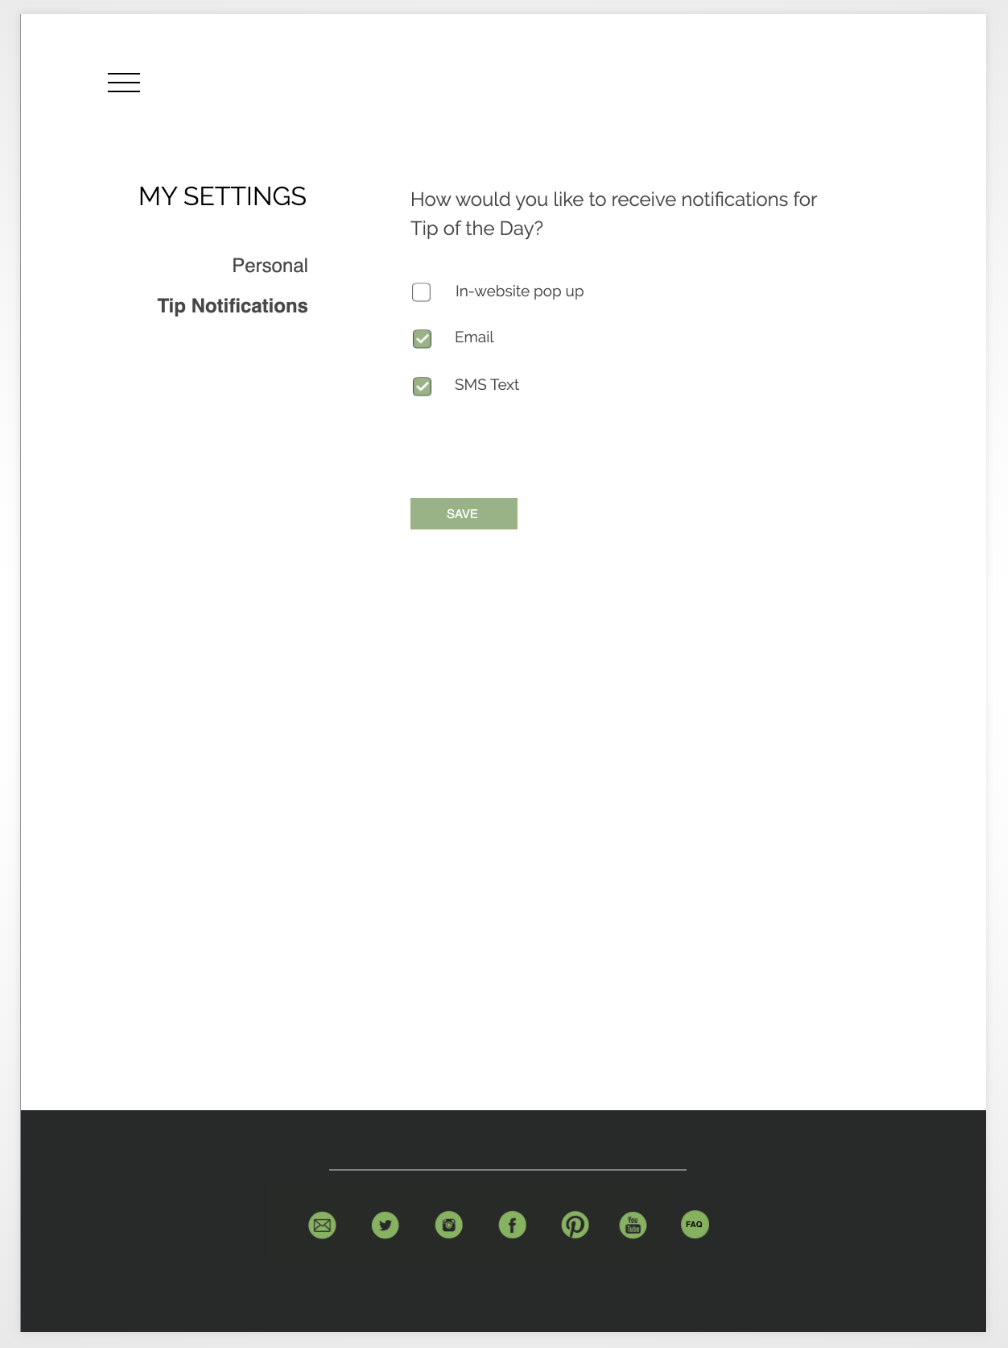 MY SETTINGS
Personal
Tip Notifications
How would you like to receive notifications for
Tip of the Day?
In-website pop up
Email
SMS Text
SAVE
You
Tube
FAQ